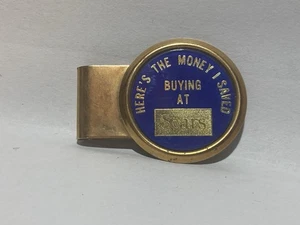 HERE'S THE MONEY I SAVED
BUYING
AT
Sears